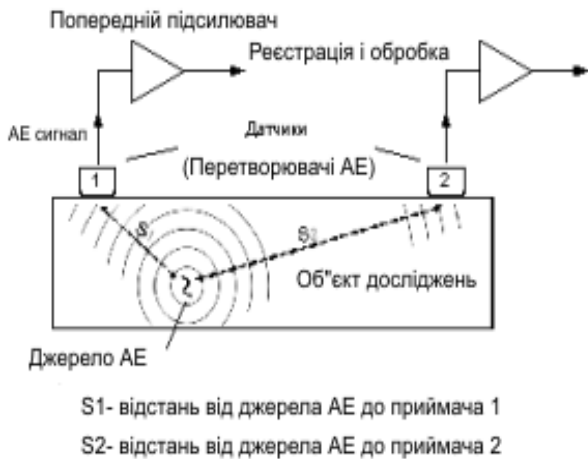 Попередній підсилювач
Реєстрація і обробка
АЕ сигнал
Датчики
(Перетворювачі АЕ)
1
2
S
S2
Об"єкт досліджень
Джерело АЕ
S1- відстань від джерела АЕ до приймача 1
S2- відстань від джерела АЕ до приймача 2